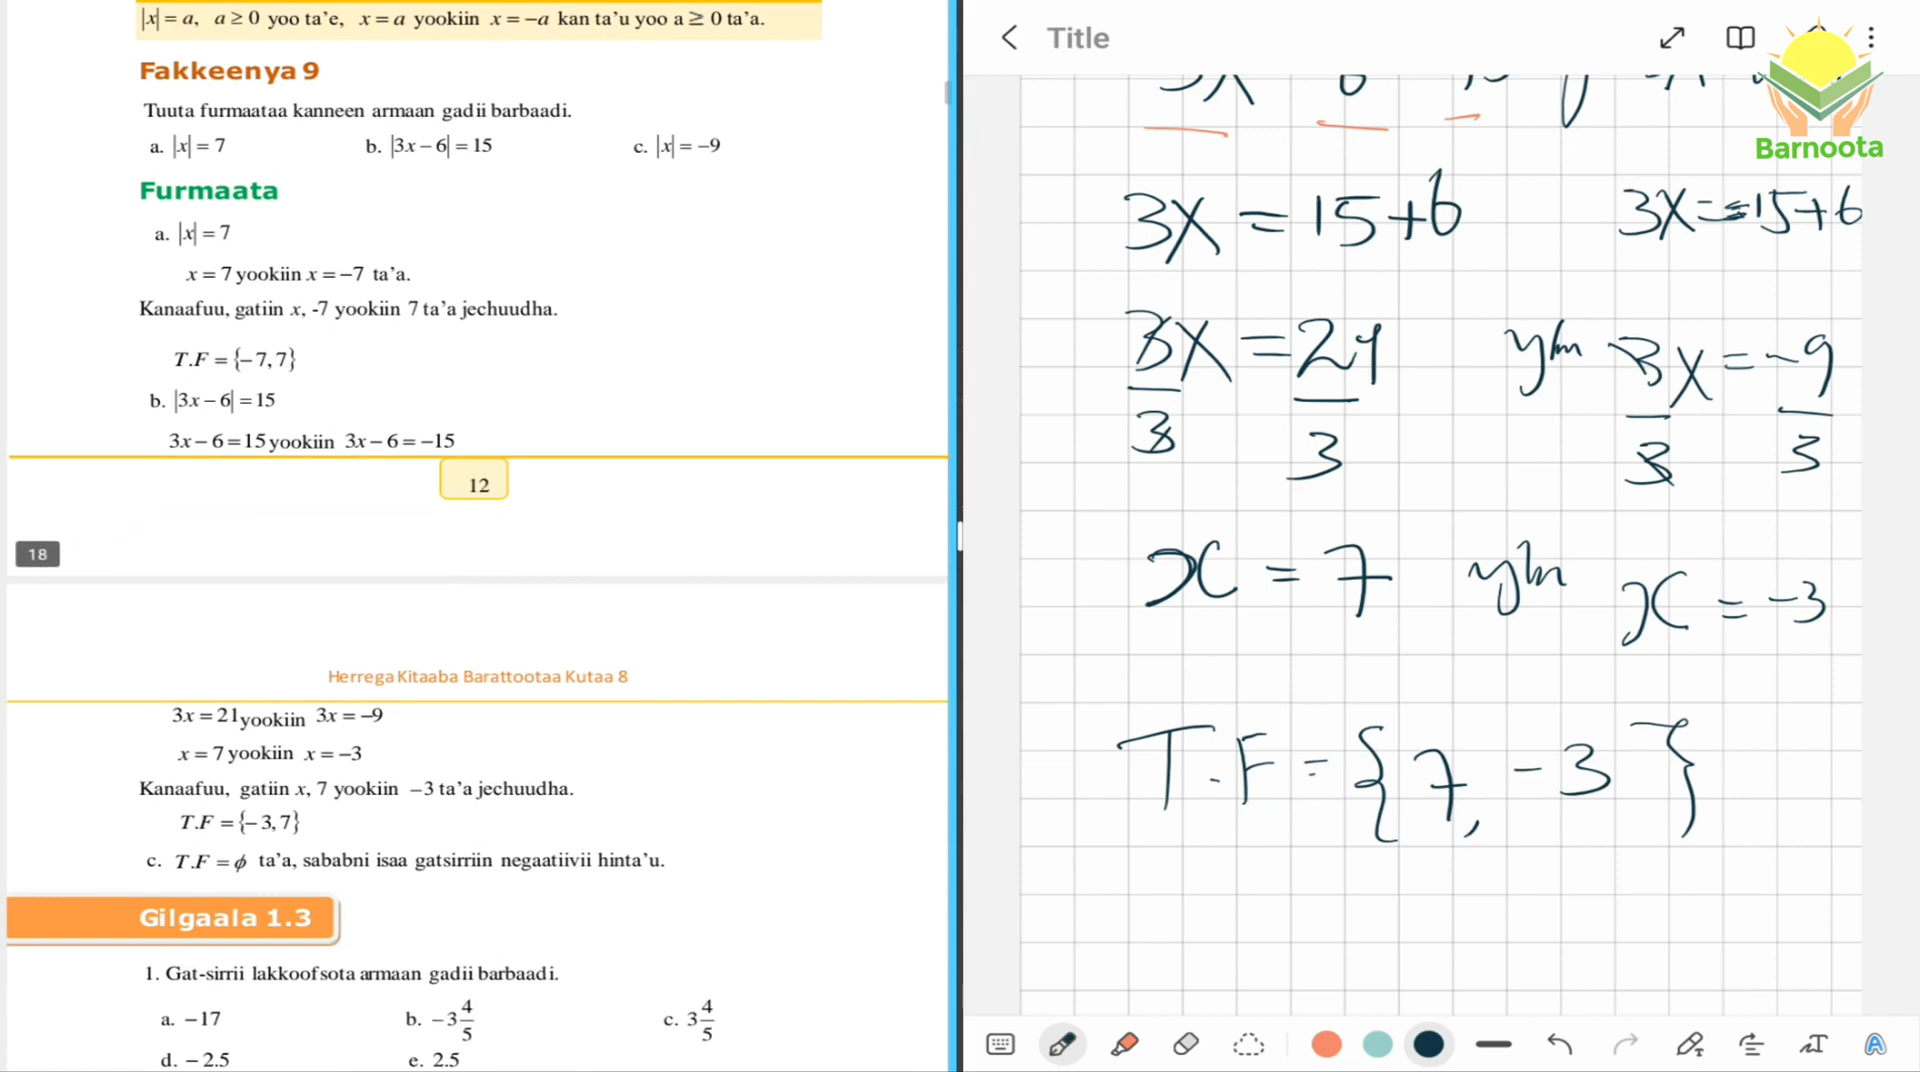 |x| = a, a ≥ 0 yoo ta’e, x = a yookiin x = −a kan ta’u yoo a ≥ 0 ta’a.
Fakkeenya 9
Tuuta furmaataa kanneen armaan gadii barbaadi.
a. |x| = 7 b. |3x − 6| = 15 c. |x| = −9
Furmaata
a. |x| = 7
x = 7 yookiin x = −7 ta’a.
Kanaafuu, gatiin x, -7 yookiin 7 ta’a jechuudha.
T.F = {−7, 7}
b. |3x − 6| = 15
3x − 6 = 15 yookiin 3x − 6 = −15
12
18
Herrega Kitaaba Barattootaa Kutaa 8
3x = 21 yookiin 3x = −9
x = 7 yookiin x = −3
Kanaafuu, gatiin x, 7 yookiin −3 ta’a jechuudha.
T.F = {−3, 7}
c. T.F = ϕ ta’a, sababni isaa gatsirriin negaatiivii hinta’u.
Gilgaala 1.3
1. Gat-sirrii lakkoofsota armaan gadii barbaadi.
a. −17 b. −3 4/5 c. 3 4/5
d. −2.5 e. 2.5
Title
Barnoota
3x = 15+6 3x = -15+6
3x/3 = 21/3 ykn 3x/3 = -9/3
x = 7 ykn x = -3
T.F = {7, -3}